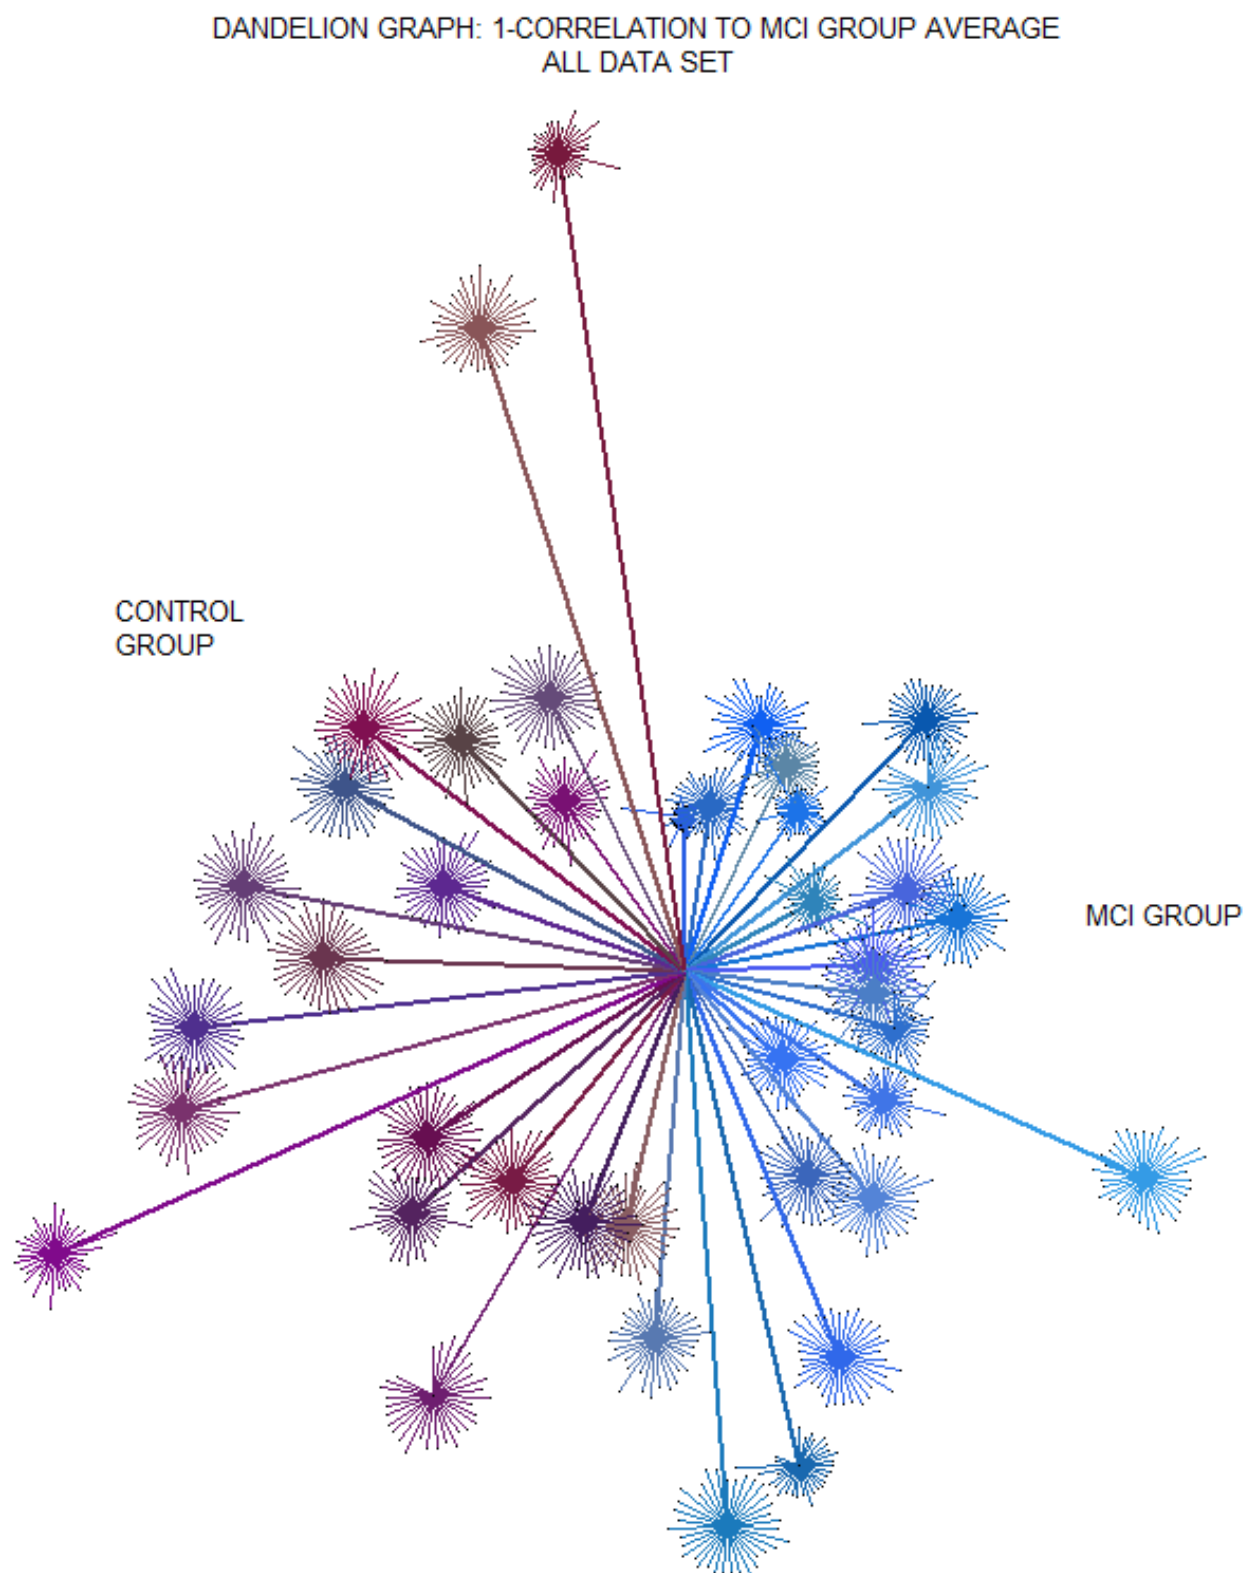 DANDELION GRAPH: 1-CORRELATION TO MCI GROUP AVERAGE
ALL DATA SET
CONTROL
GROUP
MCI GROUP